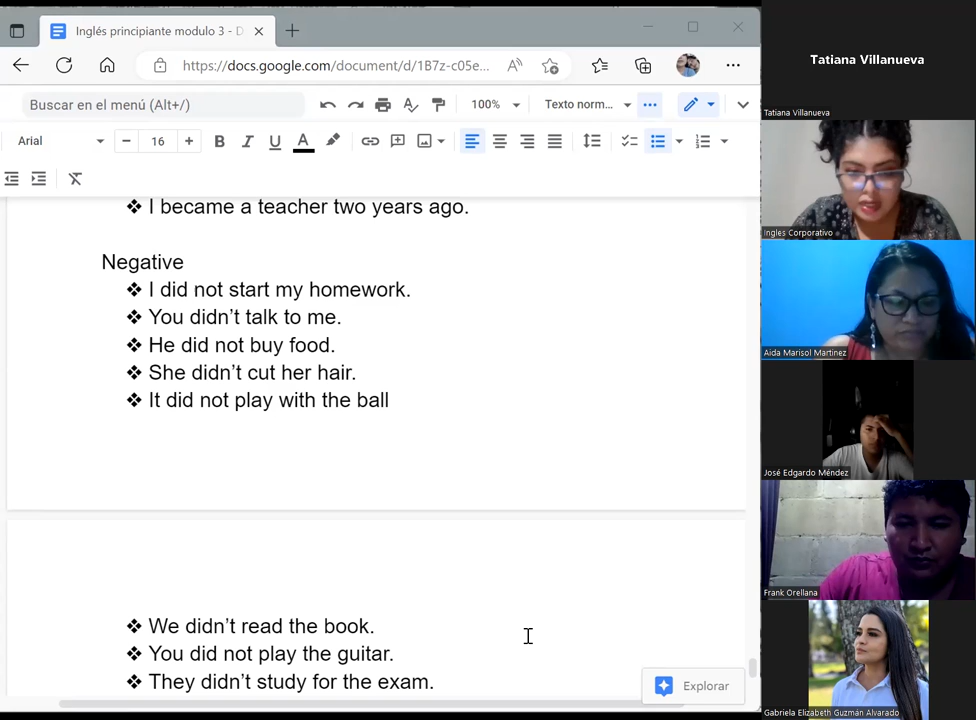 Inglés principiante modulo 3 - D
https://docs.google.com/document/d/1B7z-c05e...
Buscar en el menú (Alt+/)
100%
Texto norm...
Arial
16
B I U A
❖ I became a teacher two years ago.
Negative
❖ I did not start my homework.
❖ You didn't talk to me.
❖ He did not buy food.
❖ She didn't cut her hair.
❖ It did not play with the ball
❖ We didn't read the book.
❖ You did not play the guitar.
❖ They didn't study for the exam.
Explorar
Tatiana Villanueva
Tatiana Villanueva
Ingles Corporativo
Aida Marisol Martínez
José Edgardo Méndez
Frank Orellana
Gabriela Elizabeth Guzmán Alvarado